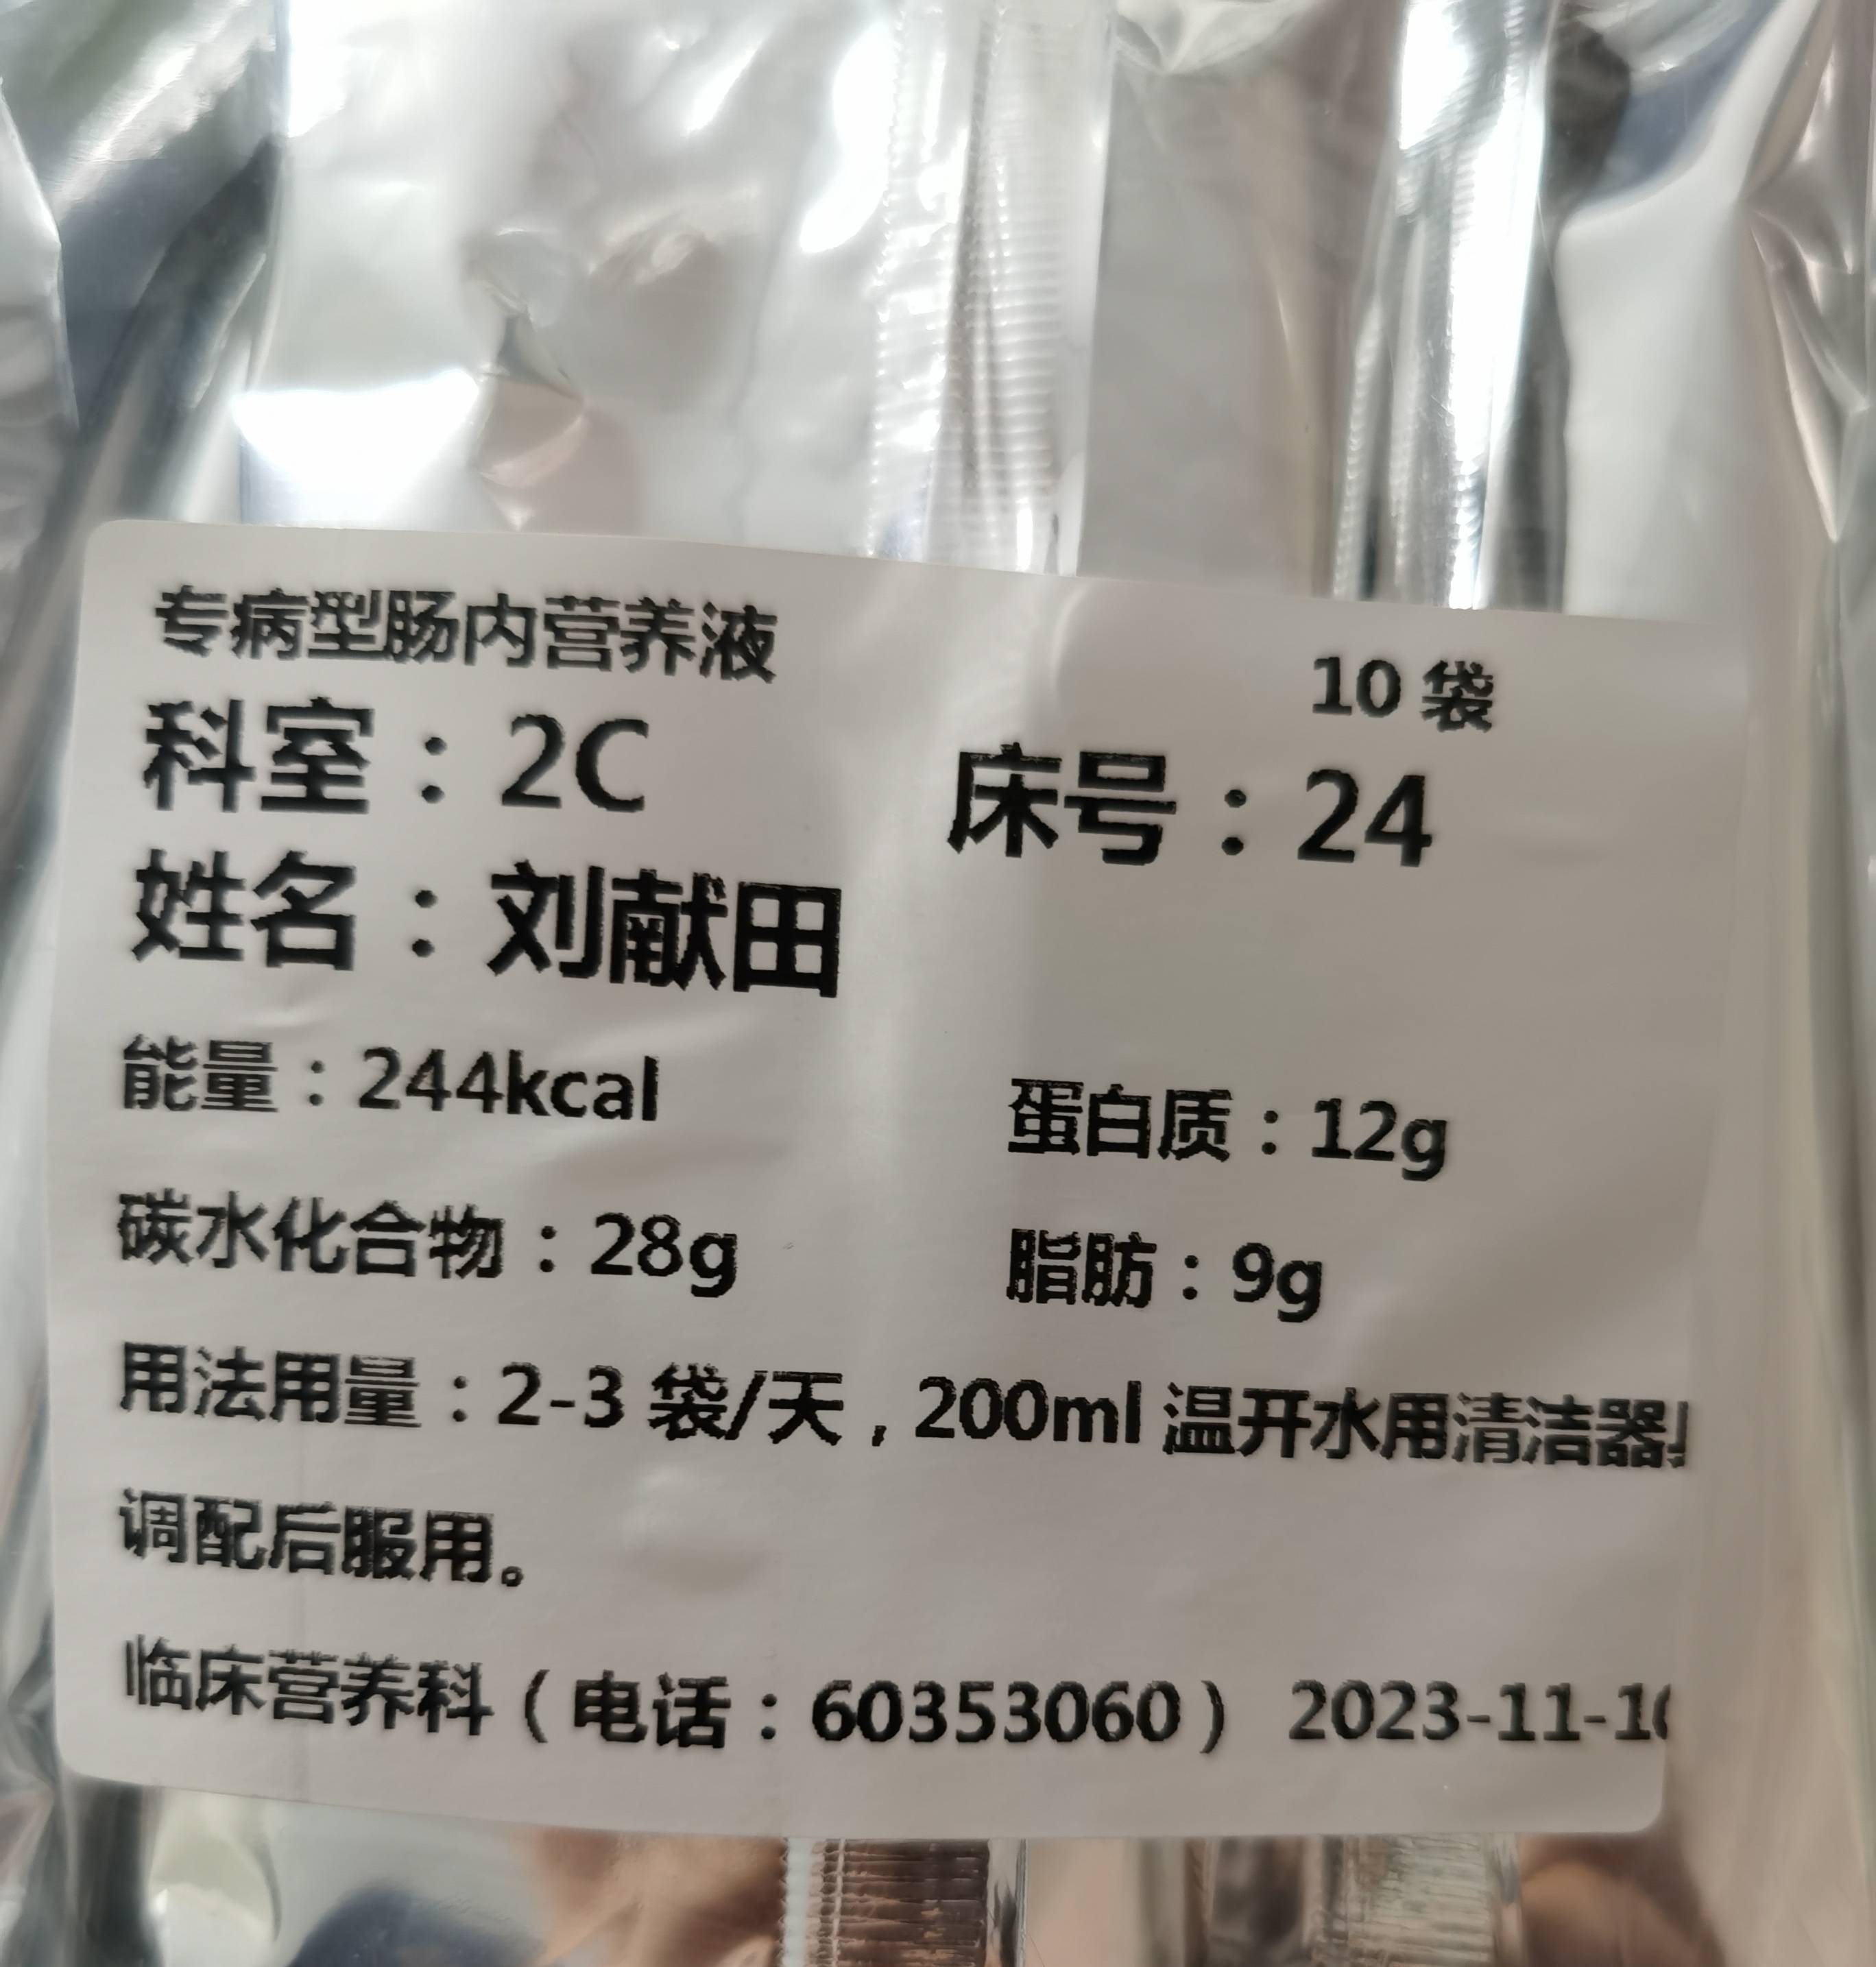 专病型肠内营养液 10 袋
科室：2C 床号：24
姓名：刘献田
能量：244kcal 蛋白质：12g
碳水化合物：28g 脂肪：9g
用法用量：2-3 袋/天，200ml 温开水用清洁器
调配后服用。
临床营养科（电话：60353060） 2023-11-1